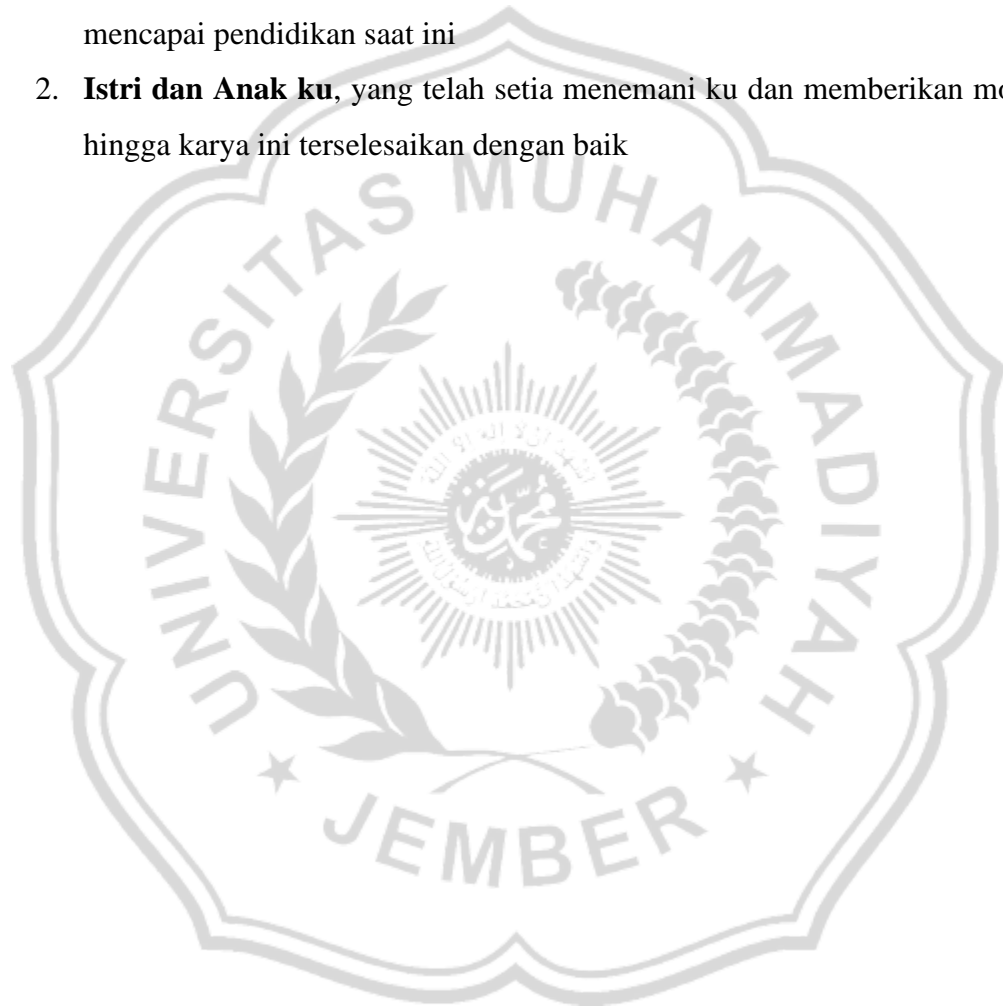 mencapai pendidikan saat ini
2. Istri dan Anak ku, yang telah setia menemani ku dan memberikan
hingga karya ini terselesaikan dengan baik
UNIVERSITAS MUHAMMADIYAH
JEMBER